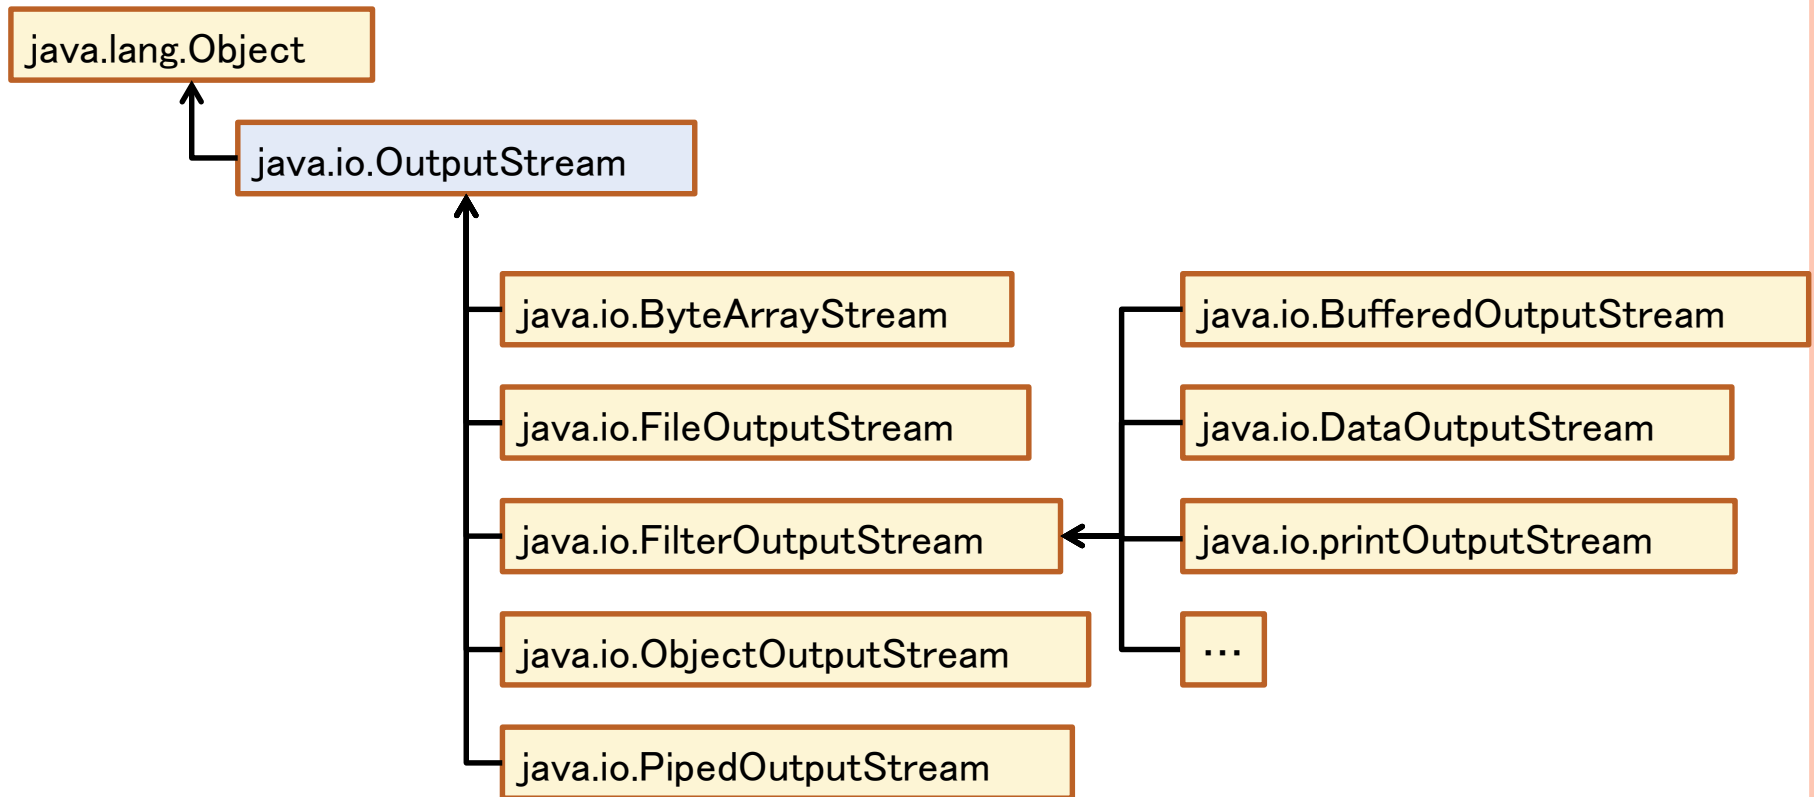 java.lang.Object
java.io.OutputStream
java.io.ByteArrayStream
java.io.BufferedOutputStream
java.io.FileOutputStream
java.io.DataOutputStream
java.io.FilterOutputStream
java.io.printOutputStream
java.io.ObjectOutputStream
…
java.io.PipedOutputStream